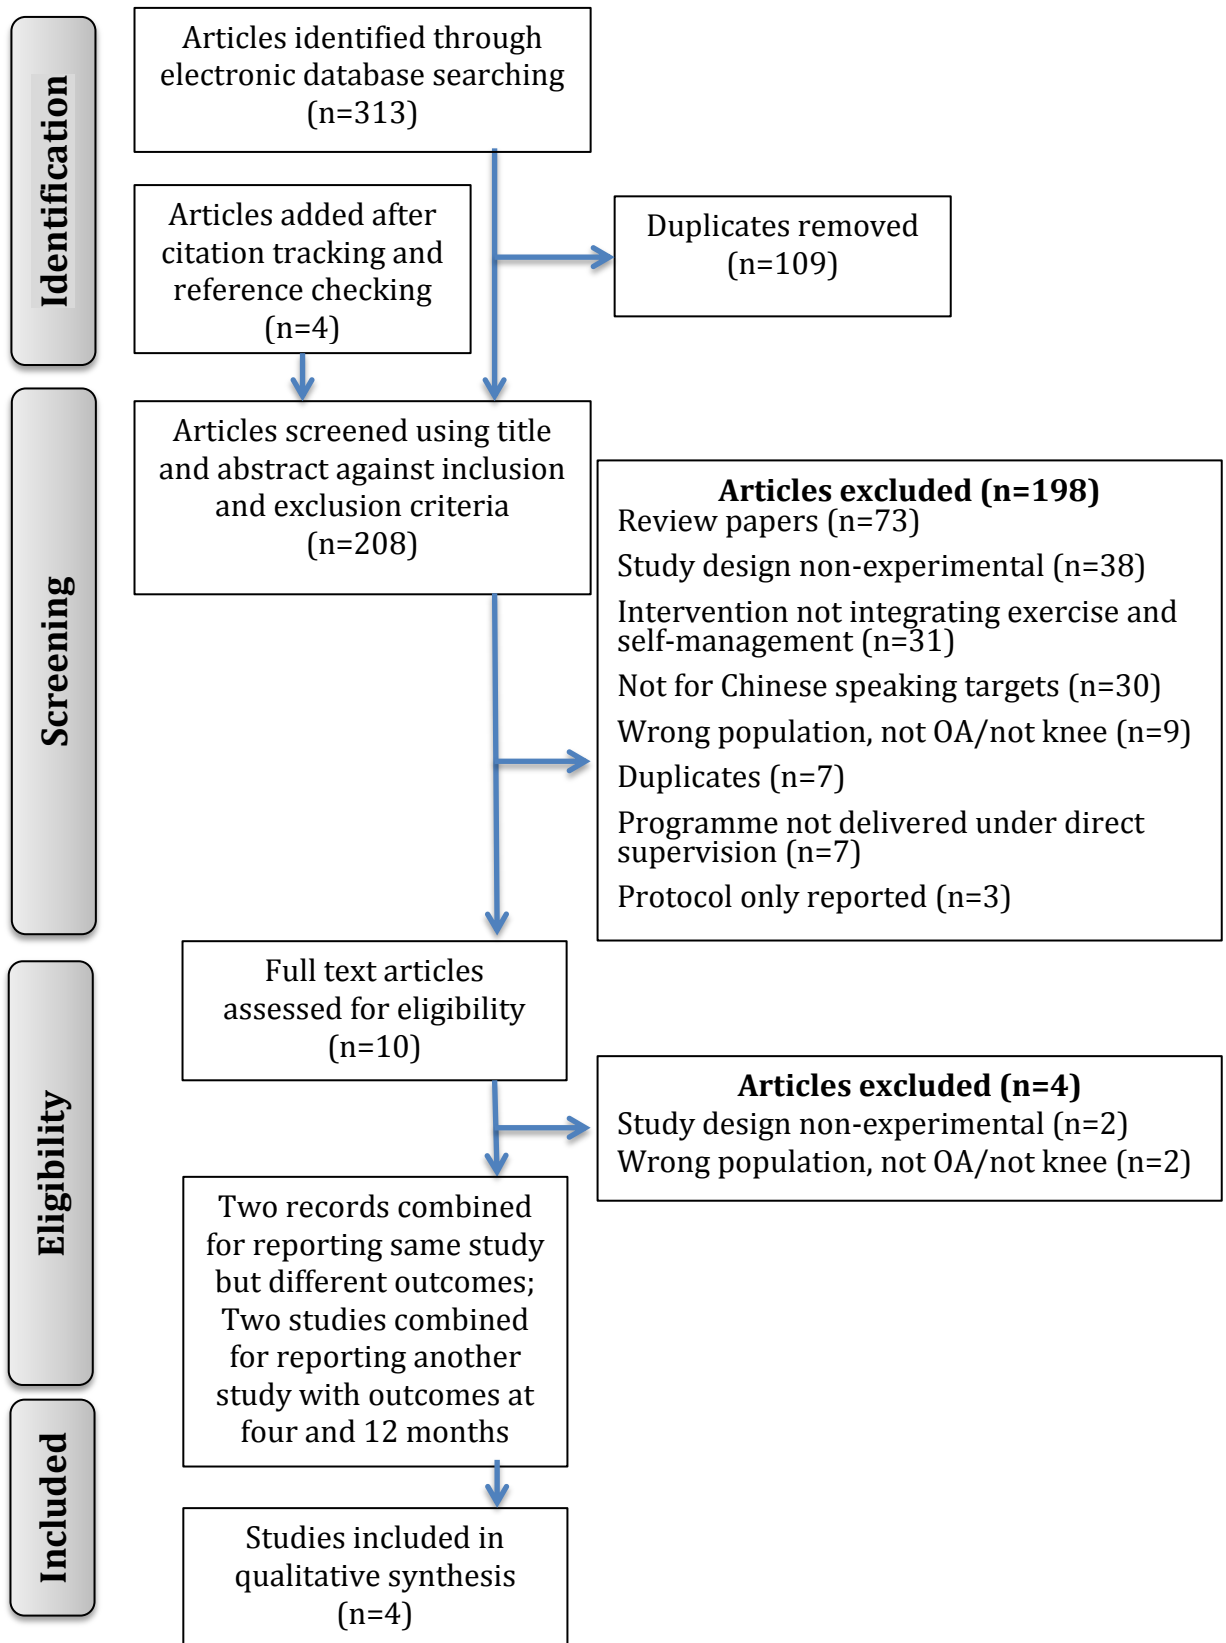 Identification
Articles identified through
electronic database searching
(n=313)
Articles added after
citation tracking and
reference checking
(n=4)
Duplicates removed
(n=109)
Screening
Articles screened using title
and abstract against inclusion
and exclusion criteria
(n=208)
Articles excluded (n=198)
Review papers (n=73)
Study design non-experimental (n=38)
Intervention not integrating exercise and
self-management (n=31)
Not for Chinese speaking targets (n=30)
Wrong population, not OA/not knee (n=9)
Duplicates (n=7)
Programme not delivered under direct
supervision (n=7)
Protocol only reported (n=3)
Eligibility
Full text articles
assessed for eligibility
(n=10)
Articles excluded (n=4)
Study design non-experimental (n=2)
Wrong population, not OA/not knee (n=2)
Two records combined
for reporting same study
but different outcomes;
Two studies combined
for reporting another
study with outcomes at
four and 12 months
Included
Studies included in
qualitative synthesis
(n=4)